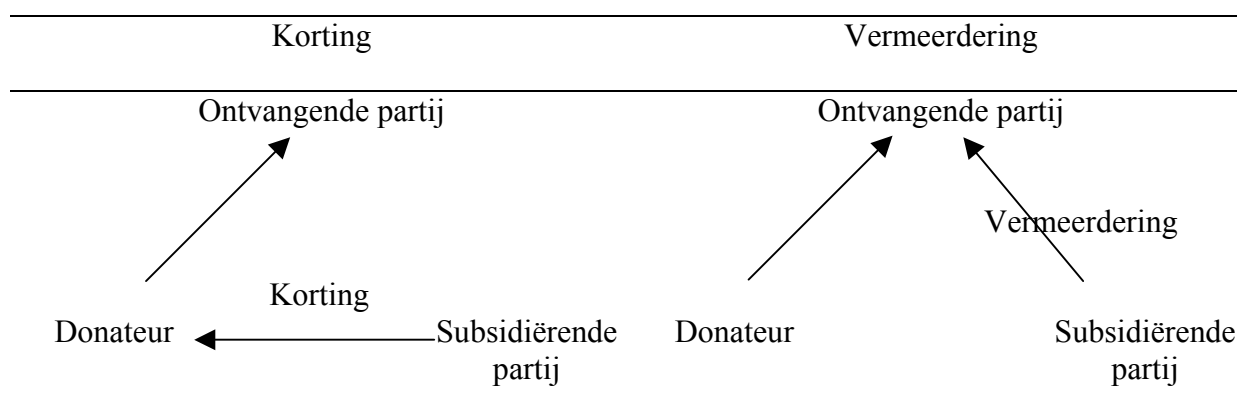 Korting Vermeerdering
Ontvangende partij Ontvangende partij
Vermeerdering
Korting
Donateur Subsidiërende Donateur Subsidiërende
partij partij